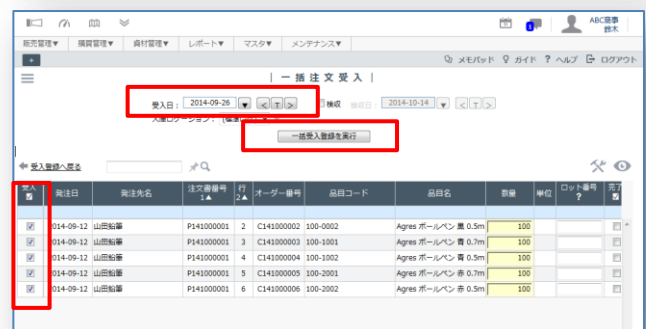 ABC商事
鈴木
1
販売管理▼ 購買管理▼ 資材管理▼ レポート▼ マスタ▼ メンテナンス▼
+ メモパッド ガイド ? ヘルプ ログアウト
| 一括注文受入 |
受入日： 2014-09-26 ▼ < T > 検収 検収日： 2014-10-14 ▼ < T >
入庫ロケーション：
一括受入登録を実行
受入登録へ戻る
受入 発注日 発注先名 注文書番号 1▲ 行 2▲ オーダー番号 品目コード 品目名 数量 単位 ロット番号 ? 完了
2014-09-12 山田鉛筆 P141000001 2 C141000002 100-0002 Agres ボールペン 黒 0.5m 100
2014-09-12 山田鉛筆 P141000001 3 C141000003 100-1001 Agres ボールペン 青 0.7m 100
2014-09-12 山田鉛筆 P141000001 4 C141000004 100-1002 Agres ボールペン 青 0.5m 100
2014-09-12 山田鉛筆 P141000001 5 C141000005 100-2001 Agres ボールペン 赤 0.7m 100
2014-09-12 山田鉛筆 P141000001 6 C141000006 100-2002 Agres ボールペン 赤 0.5m 100